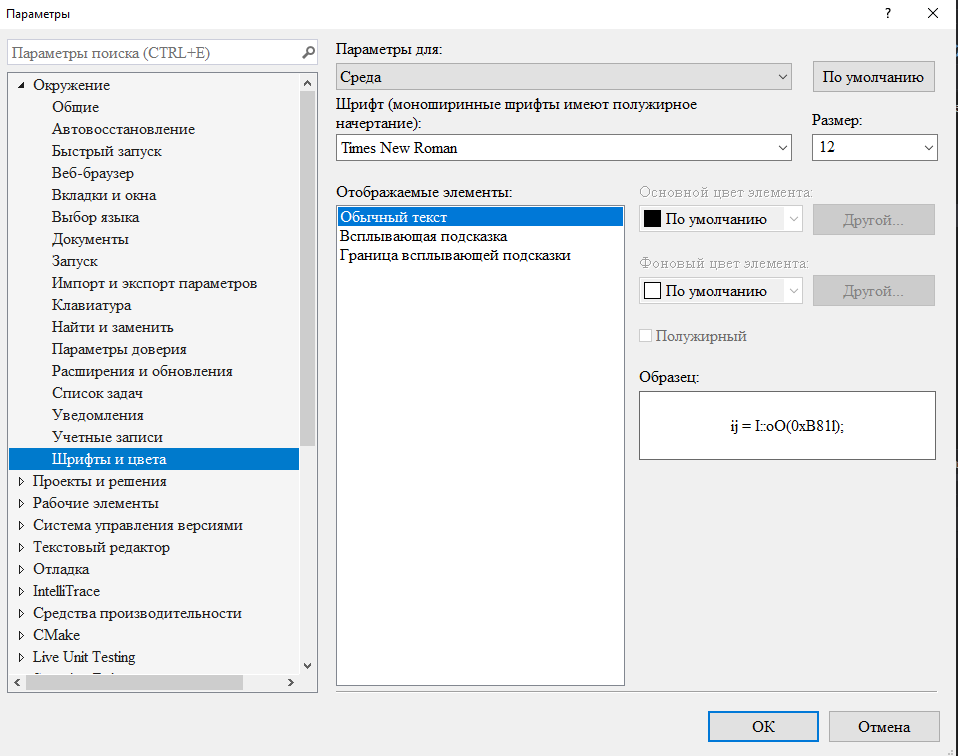 Параметры
?
Параметры поиска (CTRL+E)
Окружение
Общие
Автовосстановление
Быстрый запуск
Веб-браузер
Вкладки и окна
Выбор языка
Документы
Запуск
Импорт и экспорт параметров
Клавиатура
Найти и заменить
Параметры доверия
Расширения и обновления
Список задач
Уведомления
Учетные записи
Шрифты и цвета
Проекты и решения
Рабочие элементы
Система управления версиями
Текстовый редактор
Отладка
IntelliTrace
Средства производительности
CMake
Live Unit Testing
Параметры для:
Среда
По умолчанию
Шрифт (моноширинные шрифты имеют полужирное
начертание):
Размер:
Times New Roman
12
Отображаемые элементы:
Обычный текст
Всплывающая подсказка
Граница всплывающей подсказки
Основной цвет элемента:
По умолчанию
Другой...
Фоновый цвет элемента:
По умолчанию
Другой...
Полужирный
Образец:
ij = I::oO(0xB81l);
ОК
Отмена